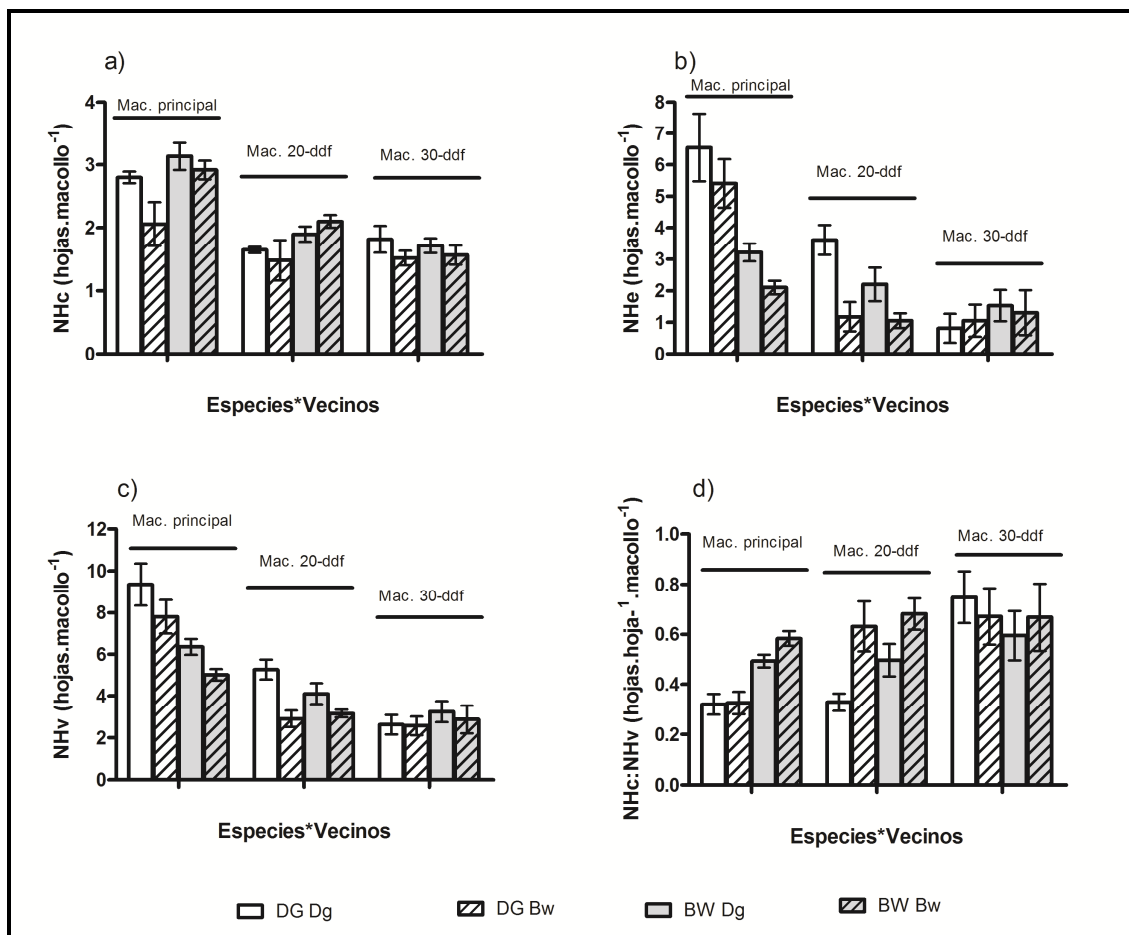 a)
Mac. principal
Mac. 20-ddf
Mac. 30-ddf
NHc (hojas.macollo⁻¹)
4
3
2
1
0
Especies*Vecinos
b)
Mac. principal
Mac. 20-ddf
Mac. 30-ddf
NHe (hojas.macollo⁻¹)
8
7
6
5
4
3
2
1
0
Especies*Vecinos
c)
Mac. principal
Mac. 20-ddf
Mac. 30-ddf
NHv (hojas.macollo⁻¹)
12
10
8
6
4
2
0
Especies*Vecinos
d)
Mac. principal
Mac. 20-ddf
Mac. 30-ddf
NHc:NHv (hojas.hoja-¹.macollo⁻¹)
1.0
0.8
0.6
0.4
0.2
0.0
Especies*Vecinos
DG Dg
DG Bw
BW Dg
BW Bw